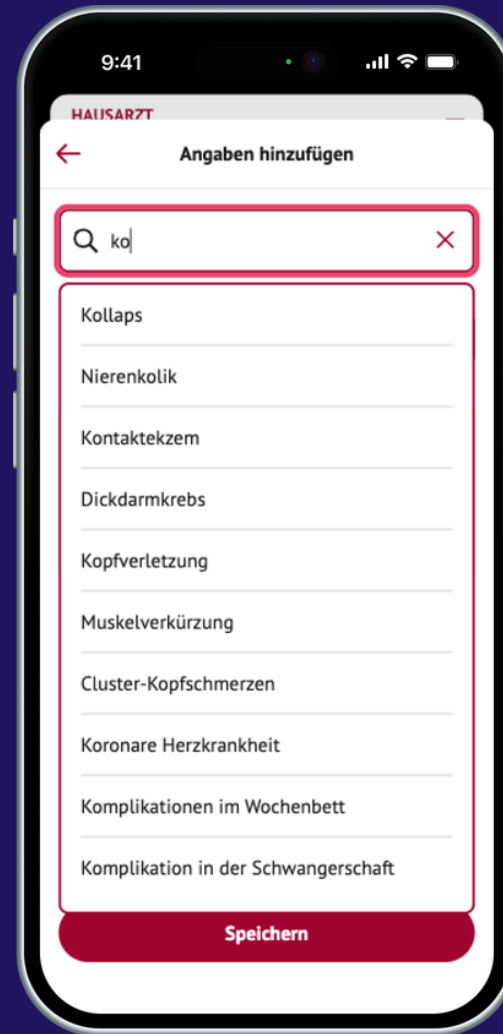 9:41
HAUSARZT
Angaben hinzufügen
ko
Kollaps
Nierenkolik
Kontaktekzem
Dickdarmkrebs
Kopfverletzung
Muskelverkürzung
Cluster-Kopfschmerzen
Koronare Herzkrankheit
Komplikationen im Wochenbett
Komplikation in der Schwangerschaft
Speichern